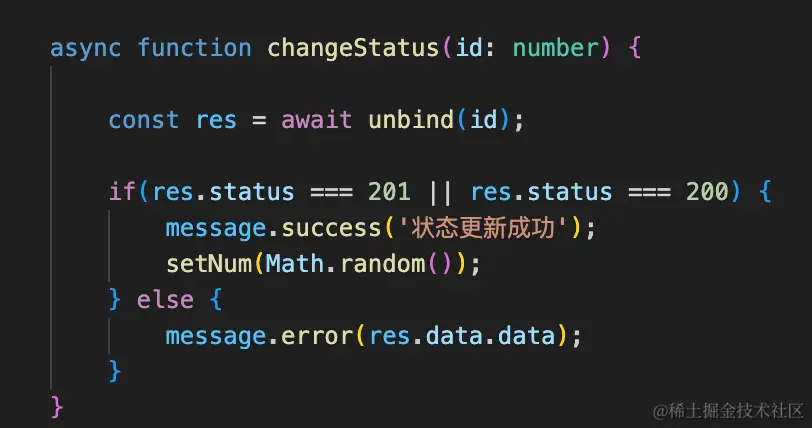 async function changeStatus(id: number) {
const res = await unbind(id);
if(res.status === 201 || res.status === 200) {
message.success('状态更新成功');
setNum(Math.random());
} else {
message.error(res.data.data);
}
}
@稀土掘金技术社区